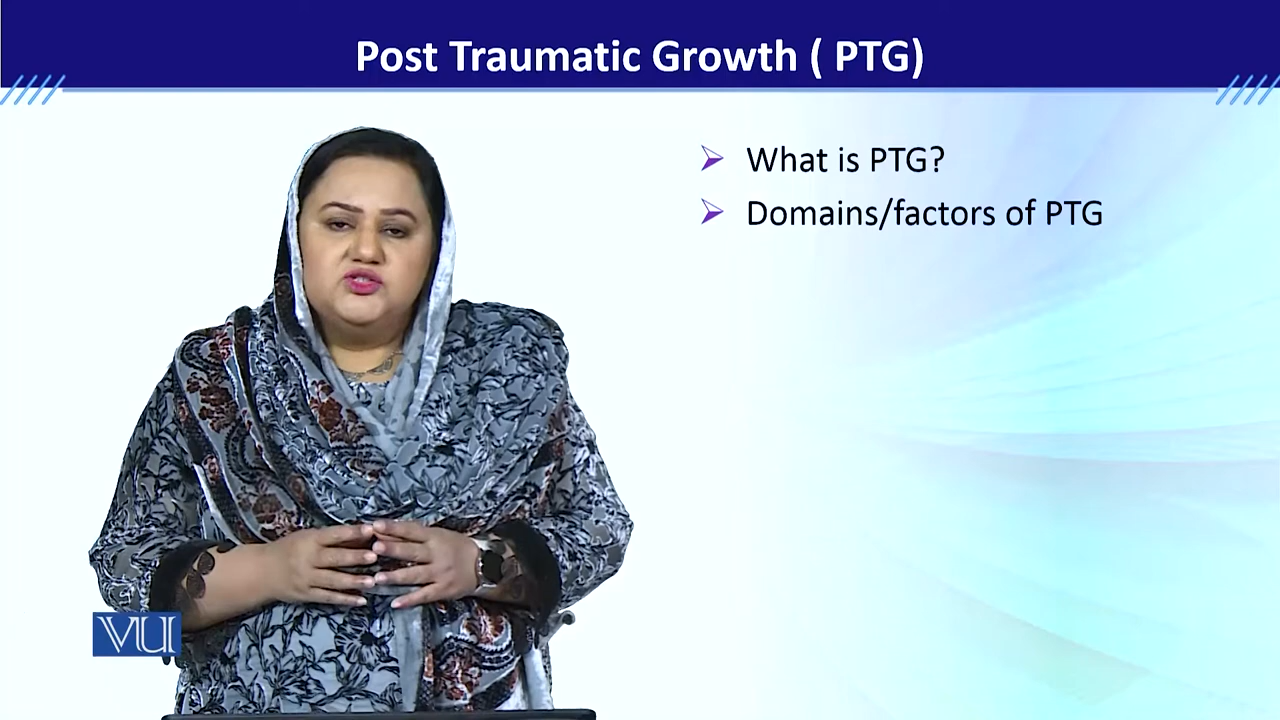 Post Traumatic Growth ( PTG)
What is PTG?
Domains/factors of PTG
VU